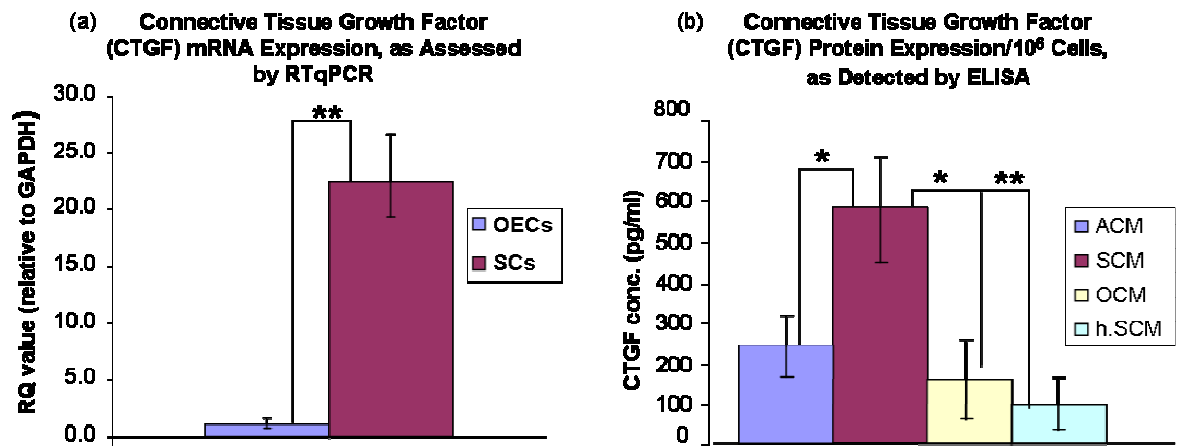 (a) Connective Tissue Growth Factor
(CTGF) mRNA Expression, as Assessed
by RTqPCR
RQ value (relative to GAPDH)
30.0
25.0
20.0
15.0
10.0
5.0
0.0
**
OECs
SCs
(b) Connective Tissue Growth Factor
(CTGF) Protein Expression/10⁶ Cells,
as Detected by ELISA
CTGF conc. (pg/ml)
800
700
600
500
400
300
200
100
0
*
*
**
ACM
SCM
OCM
h.SCM